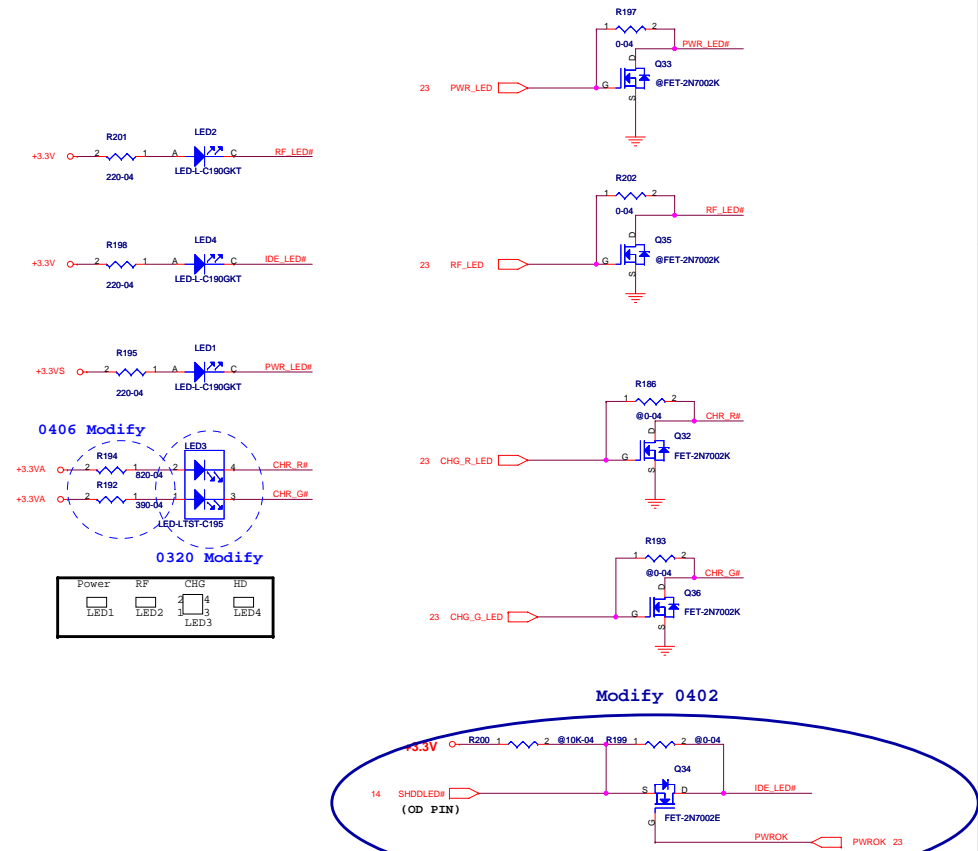 R197
1 2
0-04
PWR_LED#
D
Q33
@FET-2N7002K
23 PWR_LED
G
S
R201
+3.3V 2 1 A C RF_LED#
LED2
220-04
LED-L-C190GKT
R202
1 2
0-04
RF_LED#
D
Q35
@FET-2N7002K
23 RF_LED
G
S
R198
+3.3V 2 1 A C IDE_LED#
LED4
220-04
LED-L-C190GKT
R195
+3.3VS 2 1 A C PWR_LED#
LED1
220-04
LED-L-C190GKT
R186
1 2
@0-04
CHR_R#
D
Q32
FET-2N7002K
23 CHG_R_LED
G
S
0406 Modify
LED3
R194
+3.3VA 2 1 2 4 CHR_R#
820-04
R192
+3.3VA 2 1 1 3 CHR_G#
390-04
LED-LTST-C195
0320 Modify
R193
1 2
@0-04
CHR_G#
D
Q36
FET-2N7002K
23 CHG_G_LED
G
S
Power RF CHG HD
2 4
1 3
LED1 LED2 LED3 LED4
Modify 0402
+3.3V R200 1 2 @10K-04 R199 1 2 @0-04
Q34
14 SHDDLED# S D IDE_LED#
(OD PIN)
FET-2N7002E
G
PWROK PWROK 23